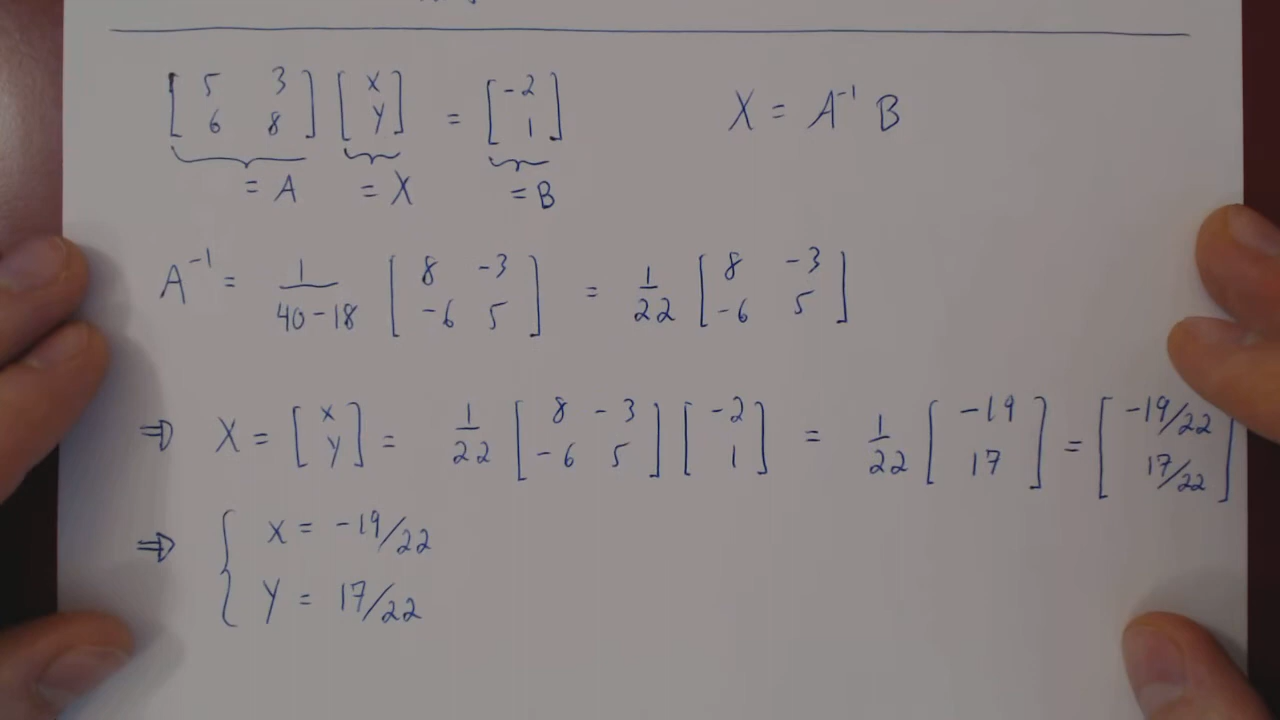 [5 3; 6 8] [x; y] = [-2; 1] X = A⁻¹ B
= A = X = B
A⁻¹ = 1/(40-18) [8 -3; -6 5] = 1/22 [8 -3; -6 5]
⇒ X = [x; y] = 1/22 [8 -3; -6 5] [-2; 1] = 1/22 [-19; 17] = [-19/22; 17/22]
⇒ { x = -19/22
y = 17/22